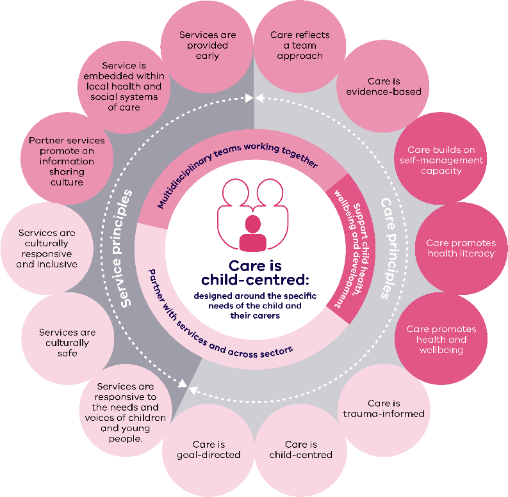 Services are
provided
early
Care reflects
a team
approach
Care is
evidence-based
Care builds on
self-management
capacity
Care promotes
health literacy
Care promotes
health and
wellbeing
Care is
trauma-informed
Care is
child-centred
Care is
goal-directed
Services are
responsive to
the needs and
voices of children
and young
people.
Services are
culturally
safe
Services are
culturally
responsive
and inclusive
Partner services
promote an
information
sharing
culture
Service is
embedded within
local health and
social systems
of care
Service principles
Care principles
Multidisciplinary teams working together
Support child health,
wellbeing and development
Partner with services and across sectors
Care is
child-centred:
designed around the specific
needs of the child and
their carers